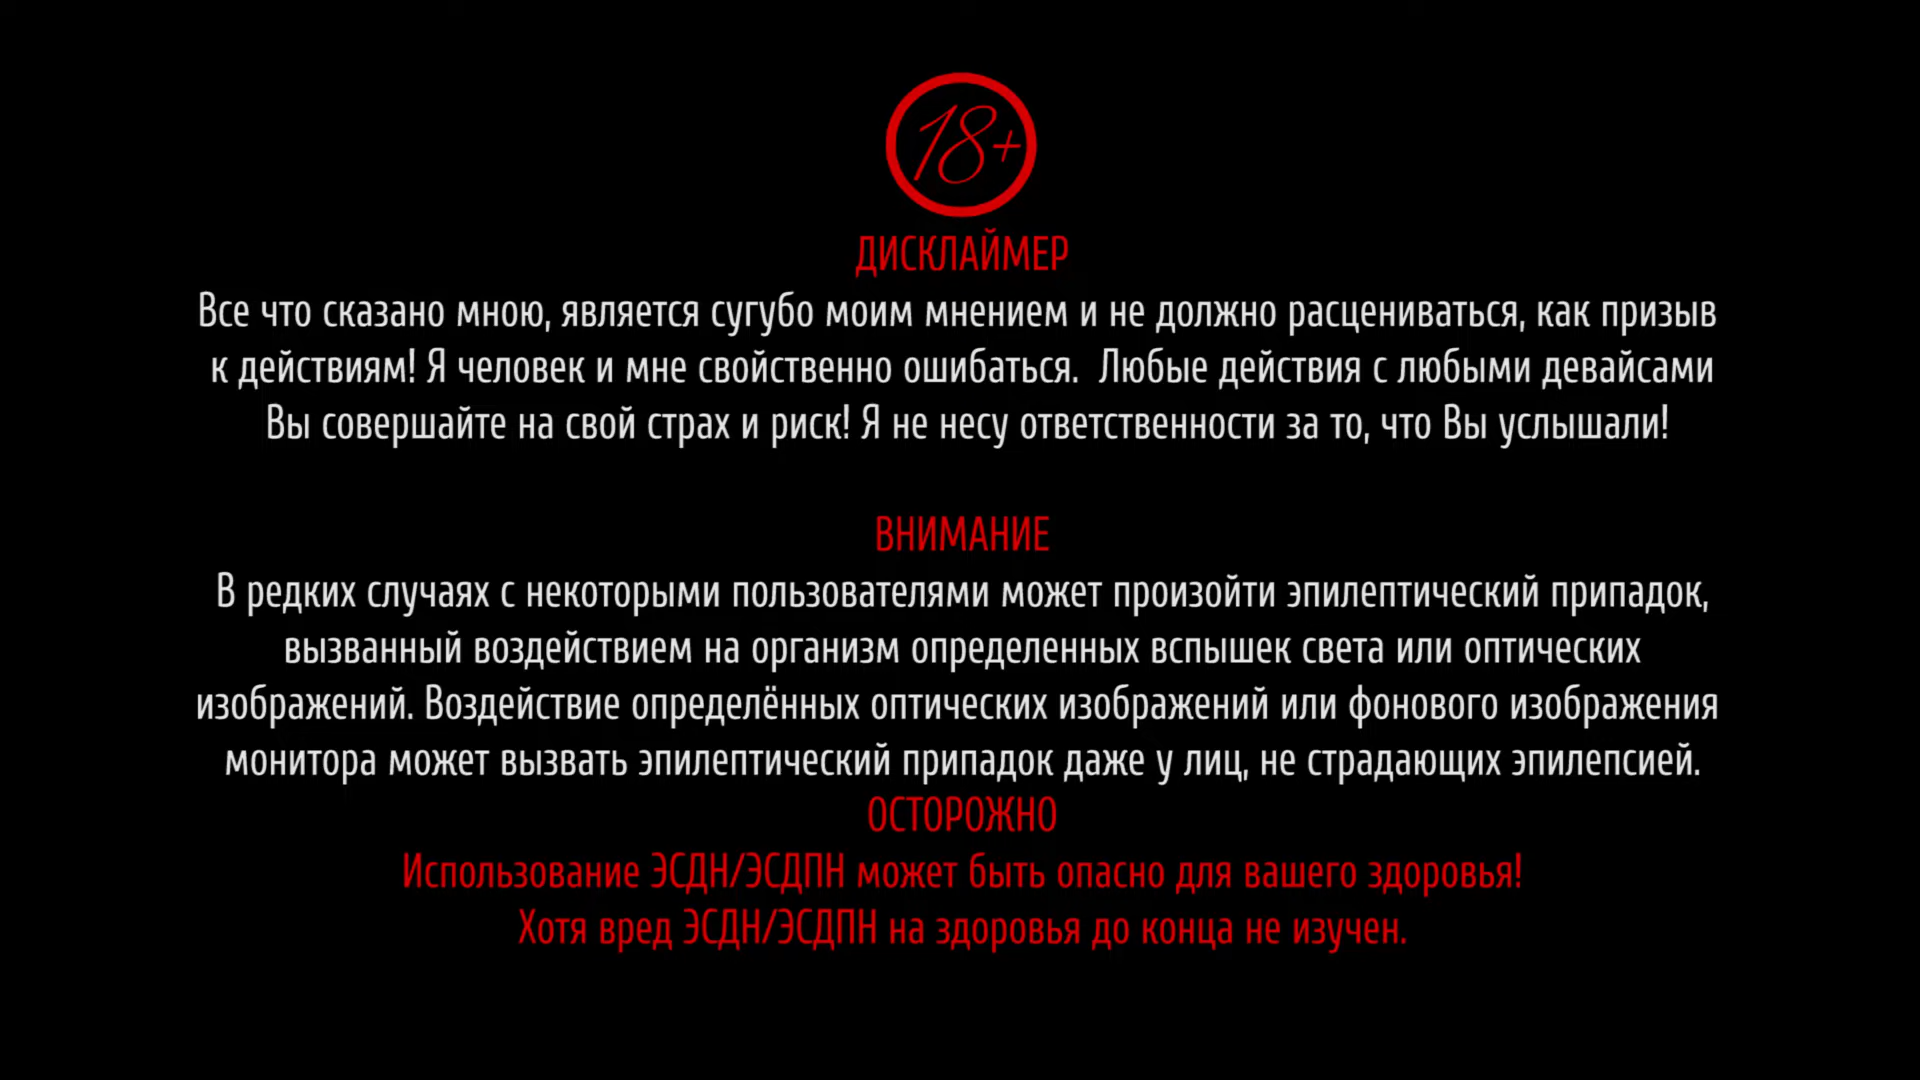 18+
ДИСКЛАЙМЕР
Все что сказано мною, является сугубо моим мнением и не должно расцениваться, как призыв
к действиям! Я человек и мне свойственно ошибаться. Любые действия с любыми девайсами
Вы совершайте на свой страх и риск! Я не несу ответственности за то, что Вы услышали!
ВНИМАНИЕ
В редких случаях с некоторыми пользователями может произойти эпилептический припадок,
вызванный воздействием на организм определенных вспышек света или оптических
изображений. Воздействие определённых оптических изображений или фонового изображения
монитора может вызвать эпилептический припадок даже у лиц, не страдающих эпилепсией.
ОСТОРОЖНО
Использование ЭСДН/ЭСДПН может быть опасно для вашего здоровья!
Хотя вред ЭСДН/ЭСДПН на здоровья до конца не изучен.